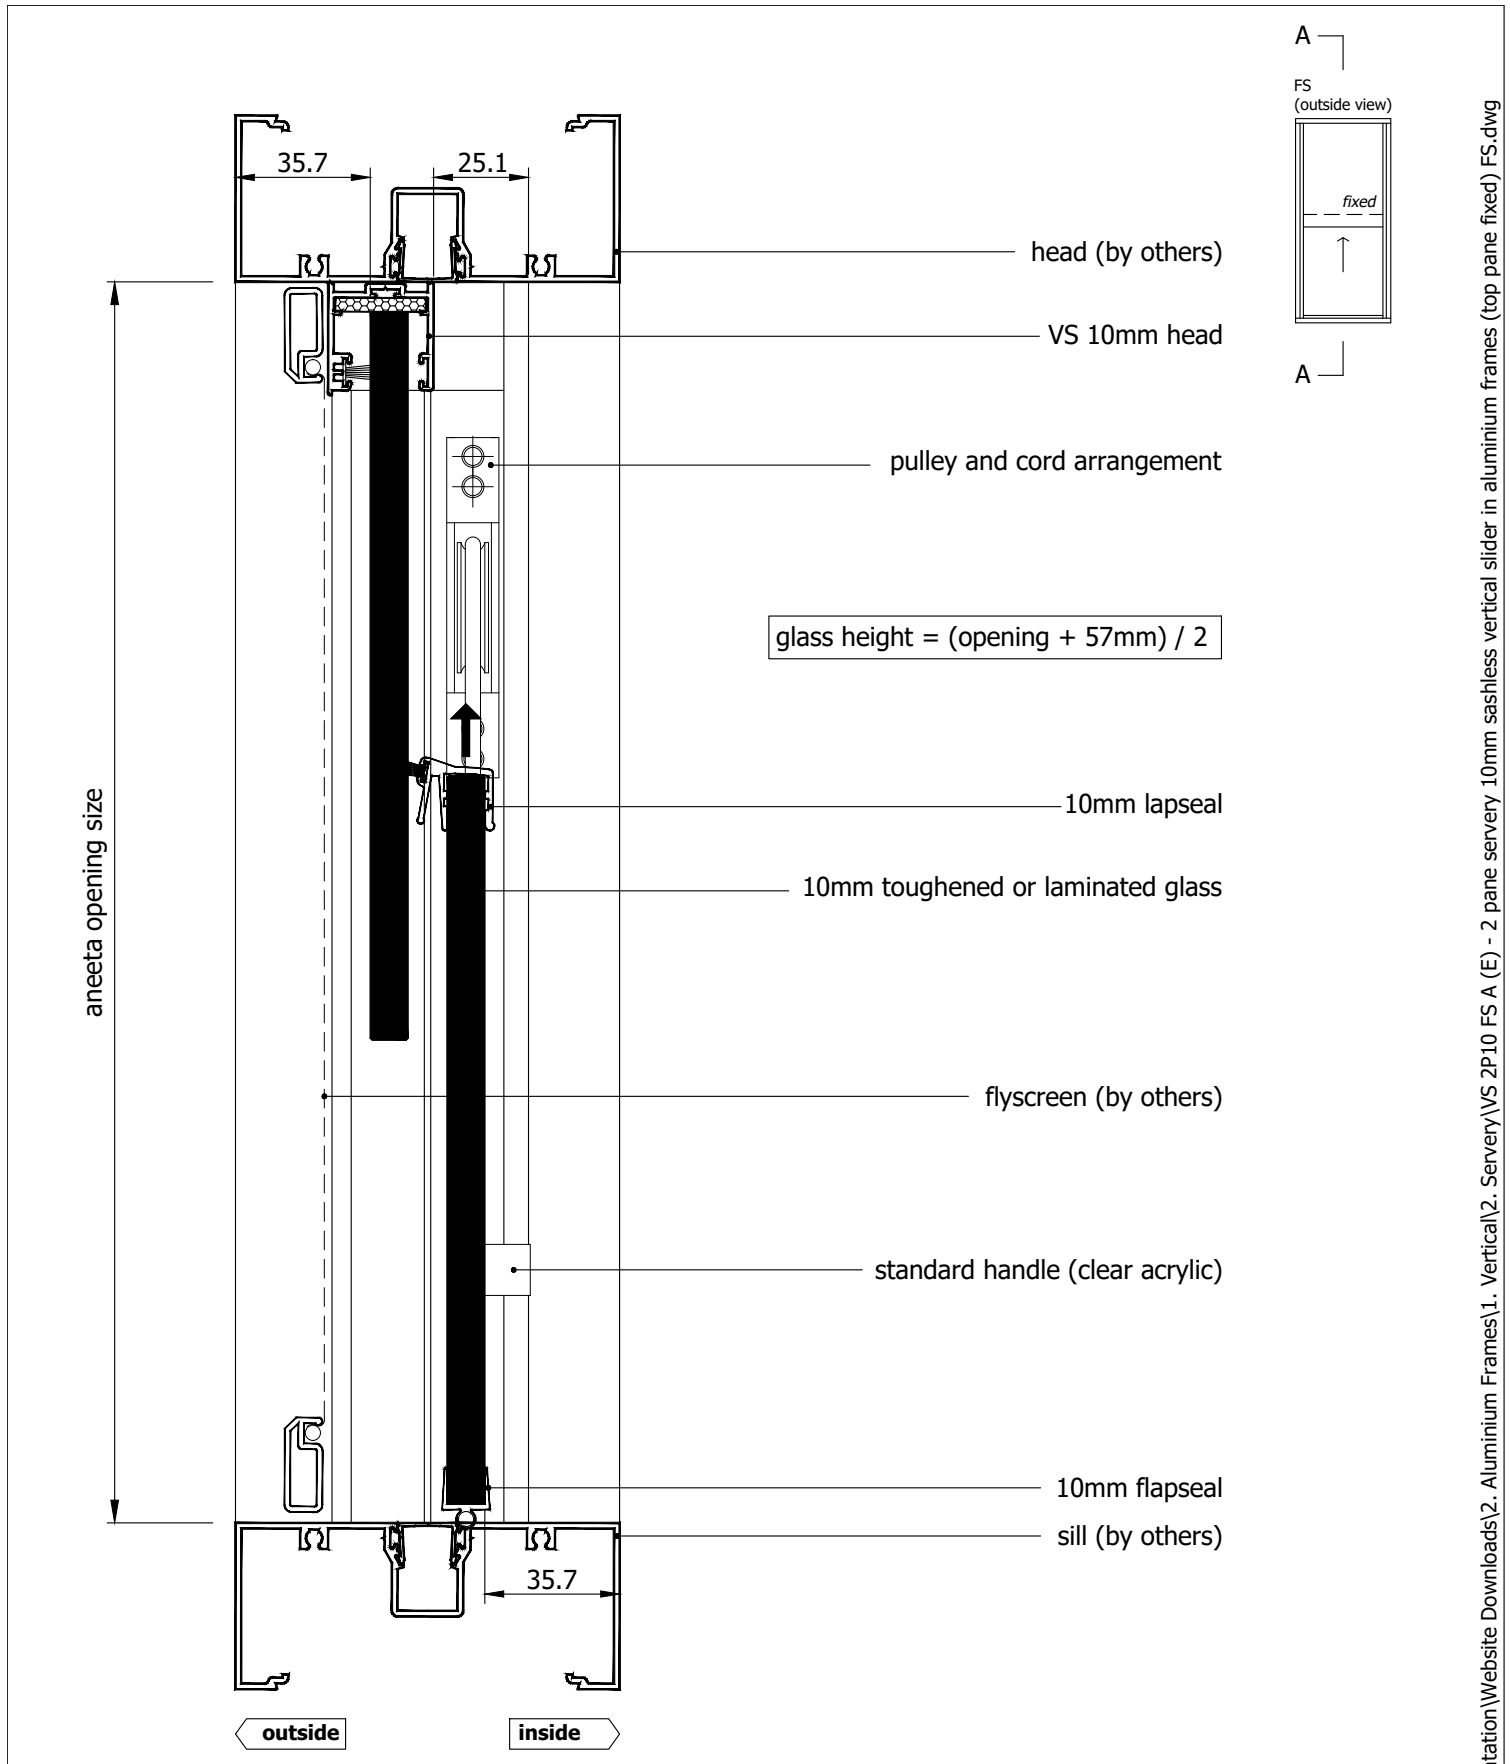 A
FS
(outside view)
fixed
A
35.7
25.1
head (by others)
VS 10mm head
pulley and cord arrangement
glass height = (opening + 57mm) / 2
10mm lapseal
10mm toughened or laminated glass
aneeta opening size
flyscreen (by others)
standard handle (clear acrylic)
10mm flapseal
sill (by others)
35.7
outside
inside
tation\Website Downloads\2. Aluminium Frames\1. Vertical\2. Servery\VS 2P10 FS A (E) - 2 pane servery 10mm sashless vertical slider in aluminium frames (top pane fixed) FS.dwg